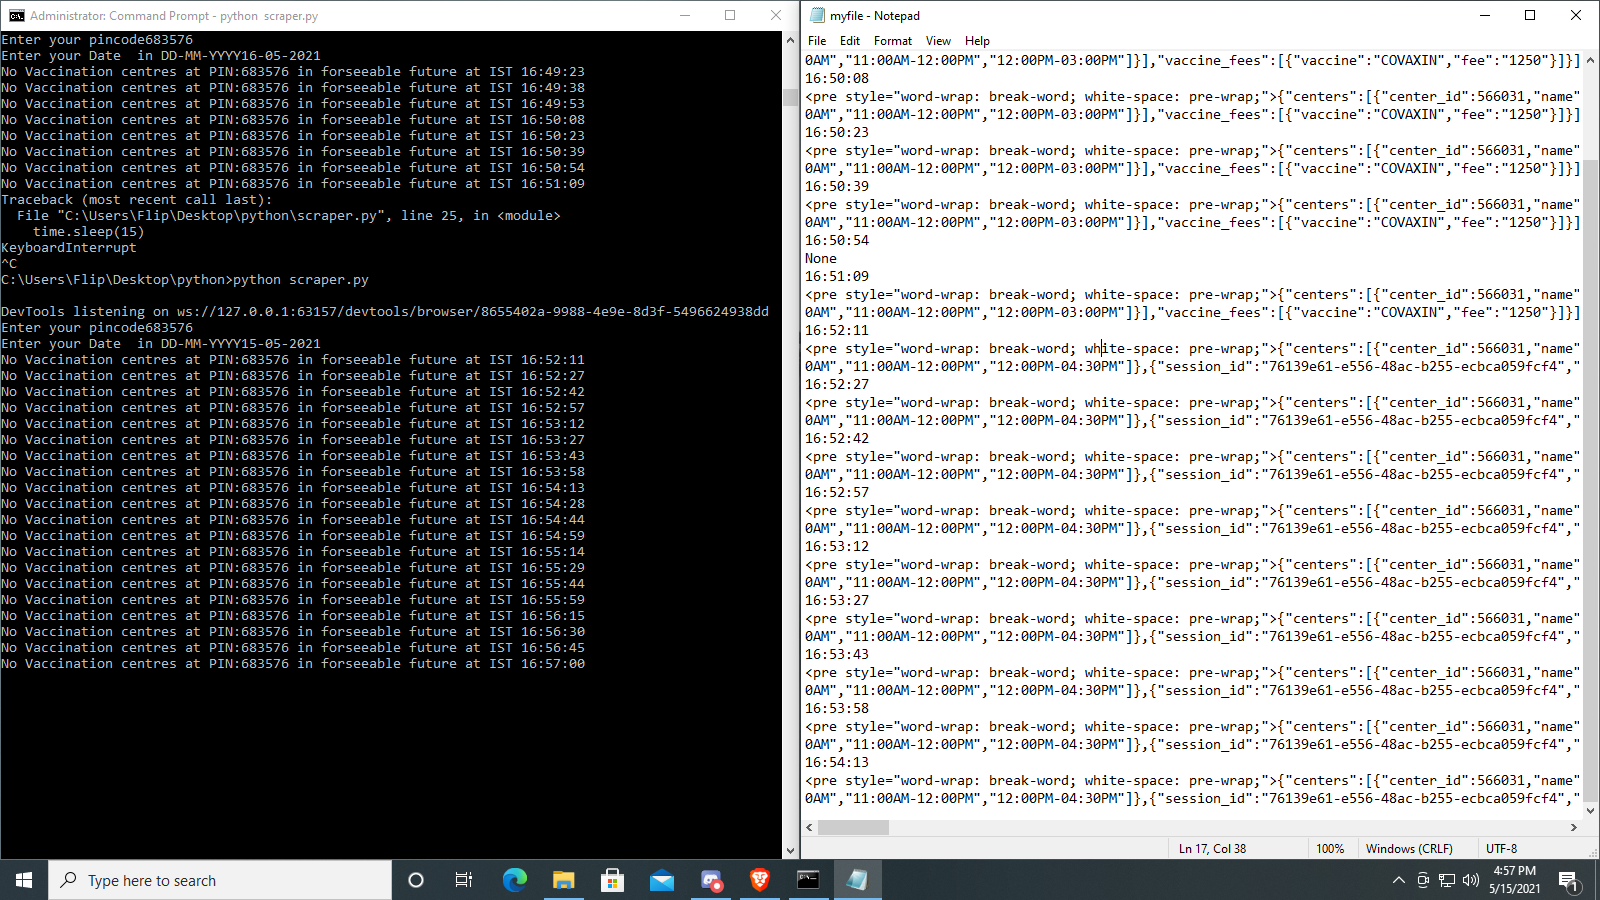 Administrator: Command Prompt - python  scraper.py
Enter your pincode683576
Enter your Date  in DD-MM-YYYY16-05-2021
No Vaccination centres at PIN:683576 in forseeable future at IST 16:49:23
No Vaccination centres at PIN:683576 in forseeable future at IST 16:49:38
No Vaccination centres at PIN:683576 in forseeable future at IST 16:49:53
No Vaccination centres at PIN:683576 in forseeable future at IST 16:50:08
No Vaccination centres at PIN:683576 in forseeable future at IST 16:50:23
No Vaccination centres at PIN:683576 in forseeable future at IST 16:50:39
No Vaccination centres at PIN:683576 in forseeable future at IST 16:50:54
No Vaccination centres at PIN:683576 in forseeable future at IST 16:51:09
Traceback (most recent call last):
  File "C:\Users\Flip\Desktop\python\scraper.py", line 25, in <module>
    time.sleep(15)
KeyboardInterrupt
^C
C:\Users\Flip\Desktop\python>python scraper.py
DevTools listening on ws://127.0.0.1:63157/devtools/browser/8655402a-9988-4e9e-8d3f-5496624938dd
Enter your pincode683576
Enter your Date  in DD-MM-YYYY15-05-2021
No Vaccination centres at PIN:683576 in forseeable future at IST 16:52:11
No Vaccination centres at PIN:683576 in forseeable future at IST 16:52:27
No Vaccination centres at PIN:683576 in forseeable future at IST 16:52:42
No Vaccination centres at PIN:683576 in forseeable future at IST 16:52:57
No Vaccination centres at PIN:683576 in forseeable future at IST 16:53:12
No Vaccination centres at PIN:683576 in forseeable future at IST 16:53:27
No Vaccination centres at PIN:683576 in forseeable future at IST 16:53:43
No Vaccination centres at PIN:683576 in forseeable future at IST 16:53:58
No Vaccination centres at PIN:683576 in forseeable future at IST 16:54:13
No Vaccination centres at PIN:683576 in forseeable future at IST 16:54:28
No Vaccination centres at PIN:683576 in forseeable future at IST 16:54:44
No Vaccination centres at PIN:683576 in forseeable future at IST 16:54:59
No Vaccination centres at PIN:683576 in forseeable future at IST 16:55:14
No Vaccination centres at PIN:683576 in forseeable future at IST 16:55:29
No Vaccination centres at PIN:683576 in forseeable future at IST 16:55:44
No Vaccination centres at PIN:683576 in forseeable future at IST 16:55:59
No Vaccination centres at PIN:683576 in forseeable future at IST 16:56:15
No Vaccination centres at PIN:683576 in forseeable future at IST 16:56:30
No Vaccination centres at PIN:683576 in forseeable future at IST 16:56:45
No Vaccination centres at PIN:683576 in forseeable future at IST 16:57:00
myfile - Notepad
File Edit Format View Help
0AM","11:00AM-12:00PM","12:00PM-03:00PM"]}],"vaccine_fees":[{"vaccine":"COVAXIN","fee":"1250"}]}]
16:50:08
<pre style="word-wrap: break-word; white-space: pre-wrap;">{"centers":[{"center_id":566031,"name"
0AM","11:00AM-12:00PM","12:00PM-03:00PM"]}],"vaccine_fees":[{"vaccine":"COVAXIN","fee":"1250"}]}]
16:50:23
<pre style="word-wrap: break-word; white-space: pre-wrap;">{"centers":[{"center_id":566031,"name"
0AM","11:00AM-12:00PM","12:00PM-03:00PM"]}],"vaccine_fees":[{"vaccine":"COVAXIN","fee":"1250"}]}]
16:50:39
<pre style="word-wrap: break-word; white-space: pre-wrap;">{"centers":[{"center_id":566031,"name"
0AM","11:00AM-12:00PM","12:00PM-03:00PM"]}],"vaccine_fees":[{"vaccine":"COVAXIN","fee":"1250"}]}]
16:50:54
None
16:51:09
<pre style="word-wrap: break-word; white-space: pre-wrap;">{"centers":[{"center_id":566031,"name"
0AM","11:00AM-12:00PM","12:00PM-03:00PM"]}],"vaccine_fees":[{"vaccine":"COVAXIN","fee":"1250"}]}]
16:52:11
<pre style="word-wrap: break-word; white-space: pre-wrap;">{"centers":[{"center_id":566031,"name"
0AM","11:00AM-12:00PM","12:00PM-04:30PM"]},{"session_id":"76139e61-e556-48ac-b255-ecbca059fcf4","
16:52:27
<pre style="word-wrap: break-word; white-space: pre-wrap;">{"centers":[{"center_id":566031,"name"
0AM","11:00AM-12:00PM","12:00PM-04:30PM"]},{"session_id":"76139e61-e556-48ac-b255-ecbca059fcf4","
16:52:42
<pre style="word-wrap: break-word; white-space: pre-wrap;">{"centers":[{"center_id":566031,"name"
0AM","11:00AM-12:00PM","12:00PM-04:30PM"]},{"session_id":"76139e61-e556-48ac-b255-ecbca059fcf4","
16:52:57
<pre style="word-wrap: break-word; white-space: pre-wrap;">{"centers":[{"center_id":566031,"name"
0AM","11:00AM-12:00PM","12:00PM-04:30PM"]},{"session_id":"76139e61-e556-48ac-b255-ecbca059fcf4","
16:53:12
<pre style="word-wrap: break-word; white-space: pre-wrap;">{"centers":[{"center_id":566031,"name"
0AM","11:00AM-12:00PM","12:00PM-04:30PM"]},{"session_id":"76139e61-e556-48ac-b255-ecbca059fcf4","
16:53:27
<pre style="word-wrap: break-word; white-space: pre-wrap;">{"centers":[{"center_id":566031,"name"
0AM","11:00AM-12:00PM","12:00PM-04:30PM"]},{"session_id":"76139e61-e556-48ac-b255-ecbca059fcf4","
16:53:43
<pre style="word-wrap: break-word; white-space: pre-wrap;">{"centers":[{"center_id":566031,"name"
0AM","11:00AM-12:00PM","12:00PM-04:30PM"]},{"session_id":"76139e61-e556-48ac-b255-ecbca059fcf4","
16:53:58
<pre style="word-wrap: break-word; white-space: pre-wrap;">{"centers":[{"center_id":566031,"name"
0AM","11:00AM-12:00PM","12:00PM-04:30PM"]},{"session_id":"76139e61-e556-48ac-b255-ecbca059fcf4","
16:54:13
<pre style="word-wrap: break-word; white-space: pre-wrap;">{"centers":[{"center_id":566031,"name"
0AM","11:00AM-12:00PM","12:00PM-04:30PM"]},{"session_id":"76139e61-e556-48ac-b255-ecbca059fcf4","
Ln 17, Col 38 100% Windows (CRLF) UTF-8
Type here to search
4:57 PM
5/15/2021
1